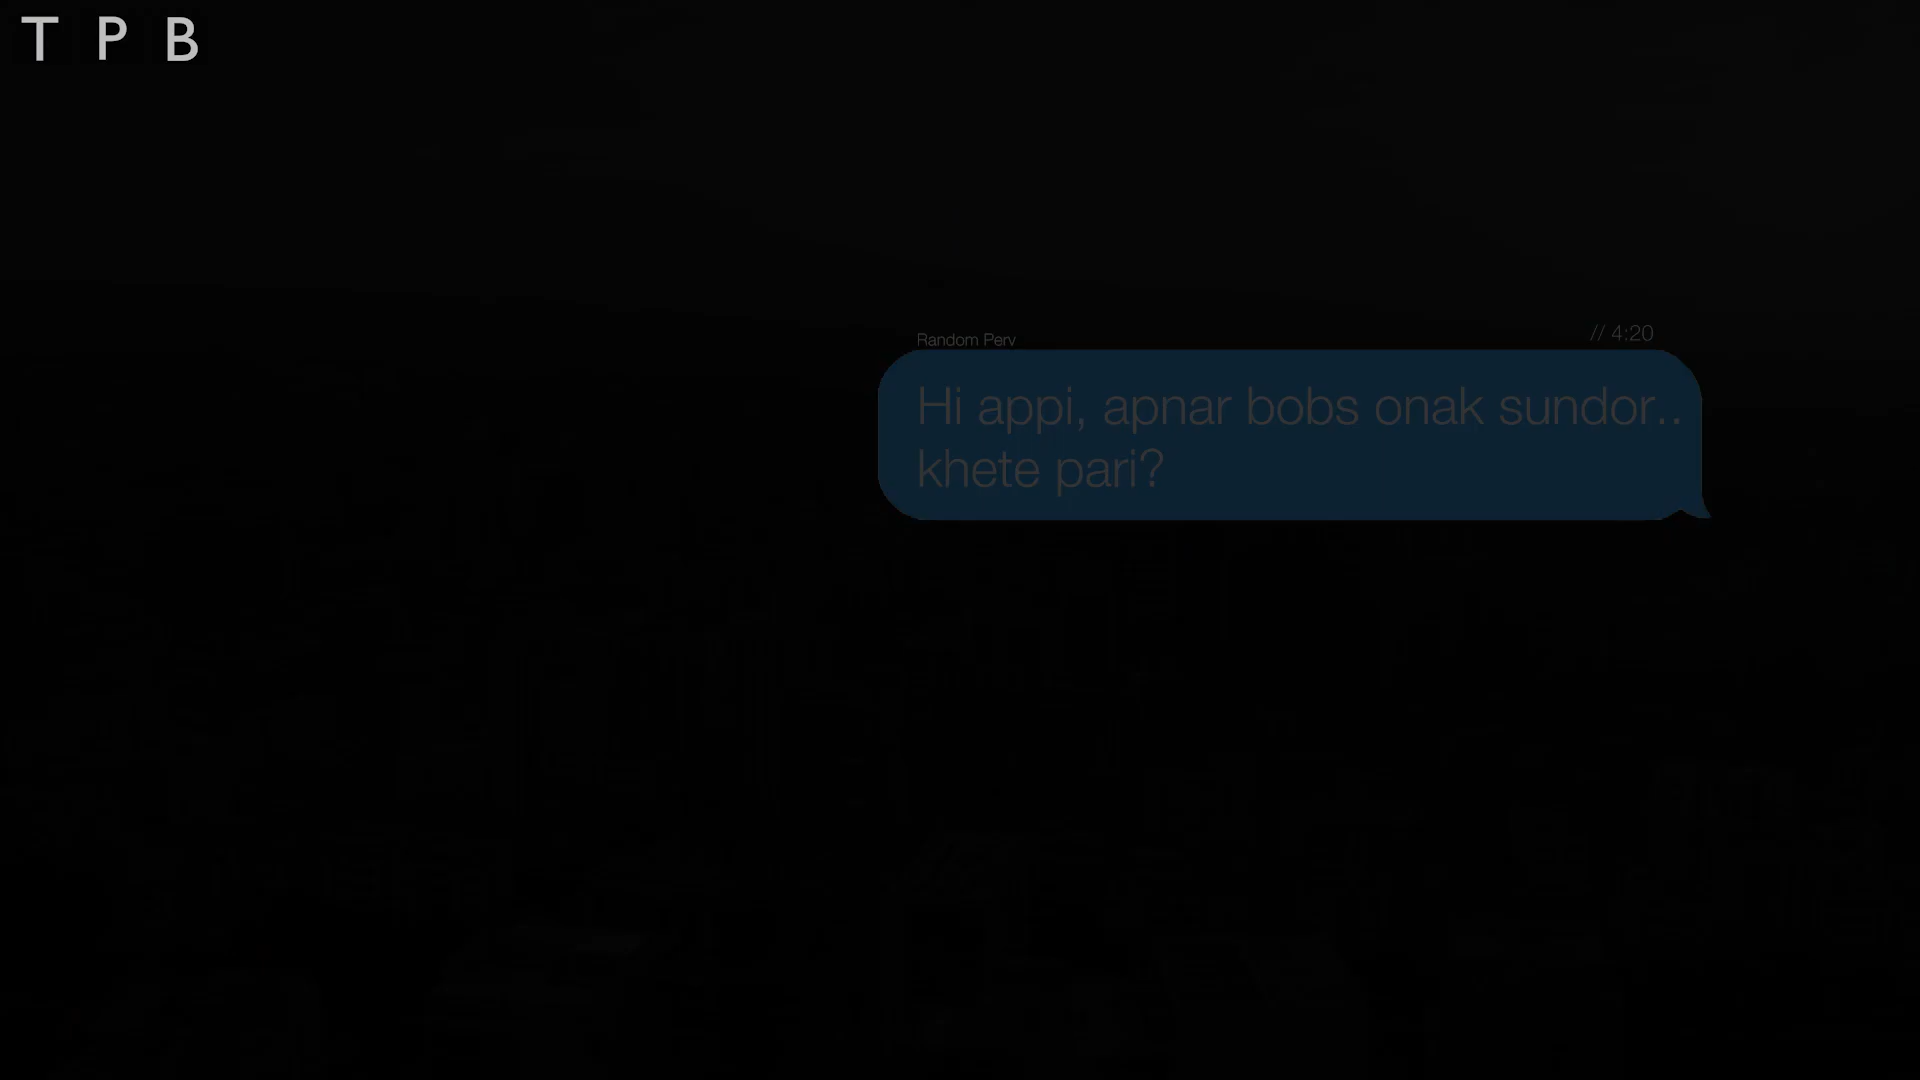 T P B
Random Perv
// 4:20
Hi appi, apnar bobs onak sundor..
khete pari?